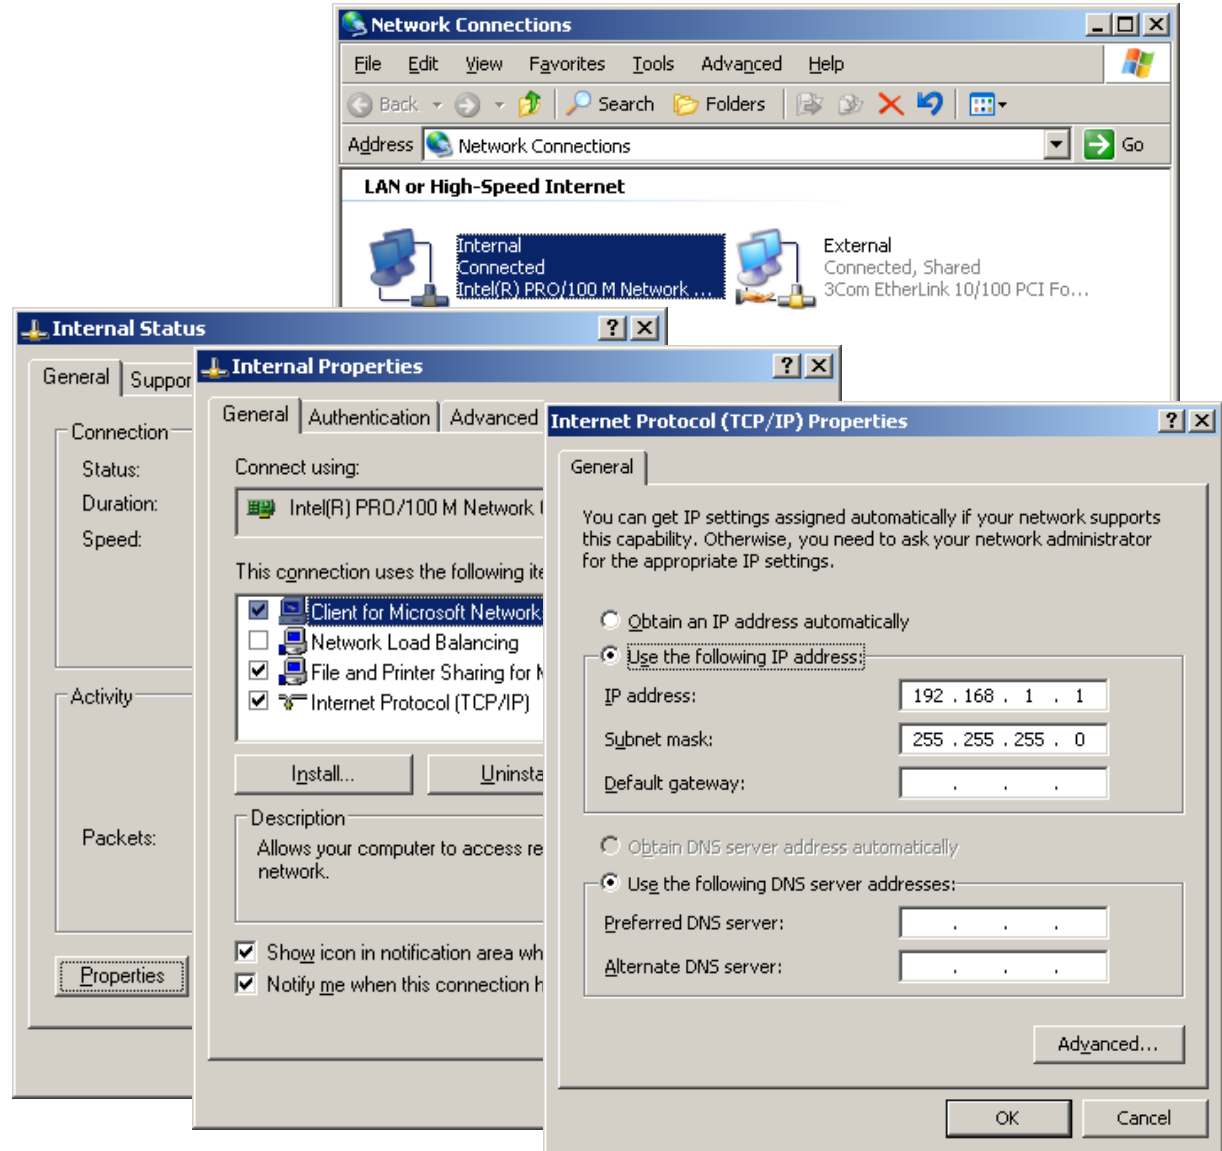 Network Connections
File Edit View Favorites Tools Advanced Help
Back Search Folders
Address Network Connections Go
LAN or High-Speed Internet
Internal
Connected
Intel(R) PRO/100 M Network ...
External
Connected, Shared
3Com EtherLink 10/100 PCI Fo...
Internal Status
General Suppor
Connection
Status:
Duration:
Speed:
Activity
Packets:
Properties
Internal Properties
General Authentication Advanced
Connect using:
Intel(R) PRO/100 M Network
This connection uses the following ite
Client for Microsoft Network
Network Load Balancing
File and Printer Sharing for
Internet Protocol (TCP/IP)
Install... Uninsta
Description
Allows your computer to access re
network.
Show icon in notification area wh
Notify me when this connection h
Internet Protocol (TCP/IP) Properties
General
You can get IP settings assigned automatically if your network supports
this capability. Otherwise, you need to ask your network administrator
for the appropriate IP settings.
Obtain an IP address automatically
Use the following IP address:
IP address: 192 . 168 . 1 . 1
Subnet mask: 255 . 255 . 255 . 0
Default gateway: . . .
Obtain DNS server address automatically
Use the following DNS server addresses:
Preferred DNS server: . . .
Alternate DNS server: . . .
Advanced...
OK Cancel